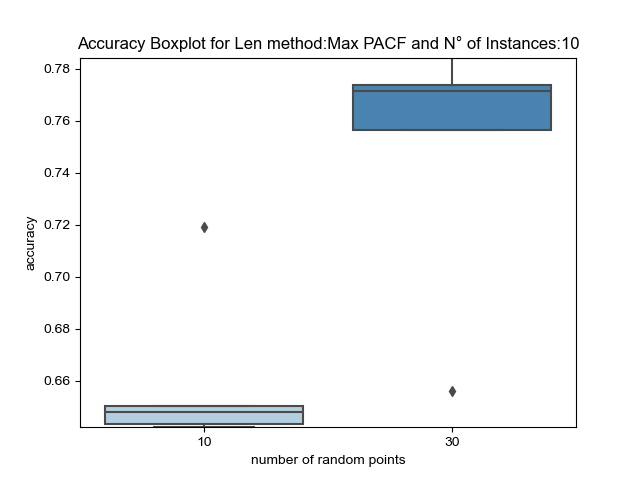 Accuracy Boxplot for Len method:Max PACF and N° of Instances:10
0.78
0.76
0.74
0.72
0.70
0.68
0.66
accuracy
10 30
number of random points